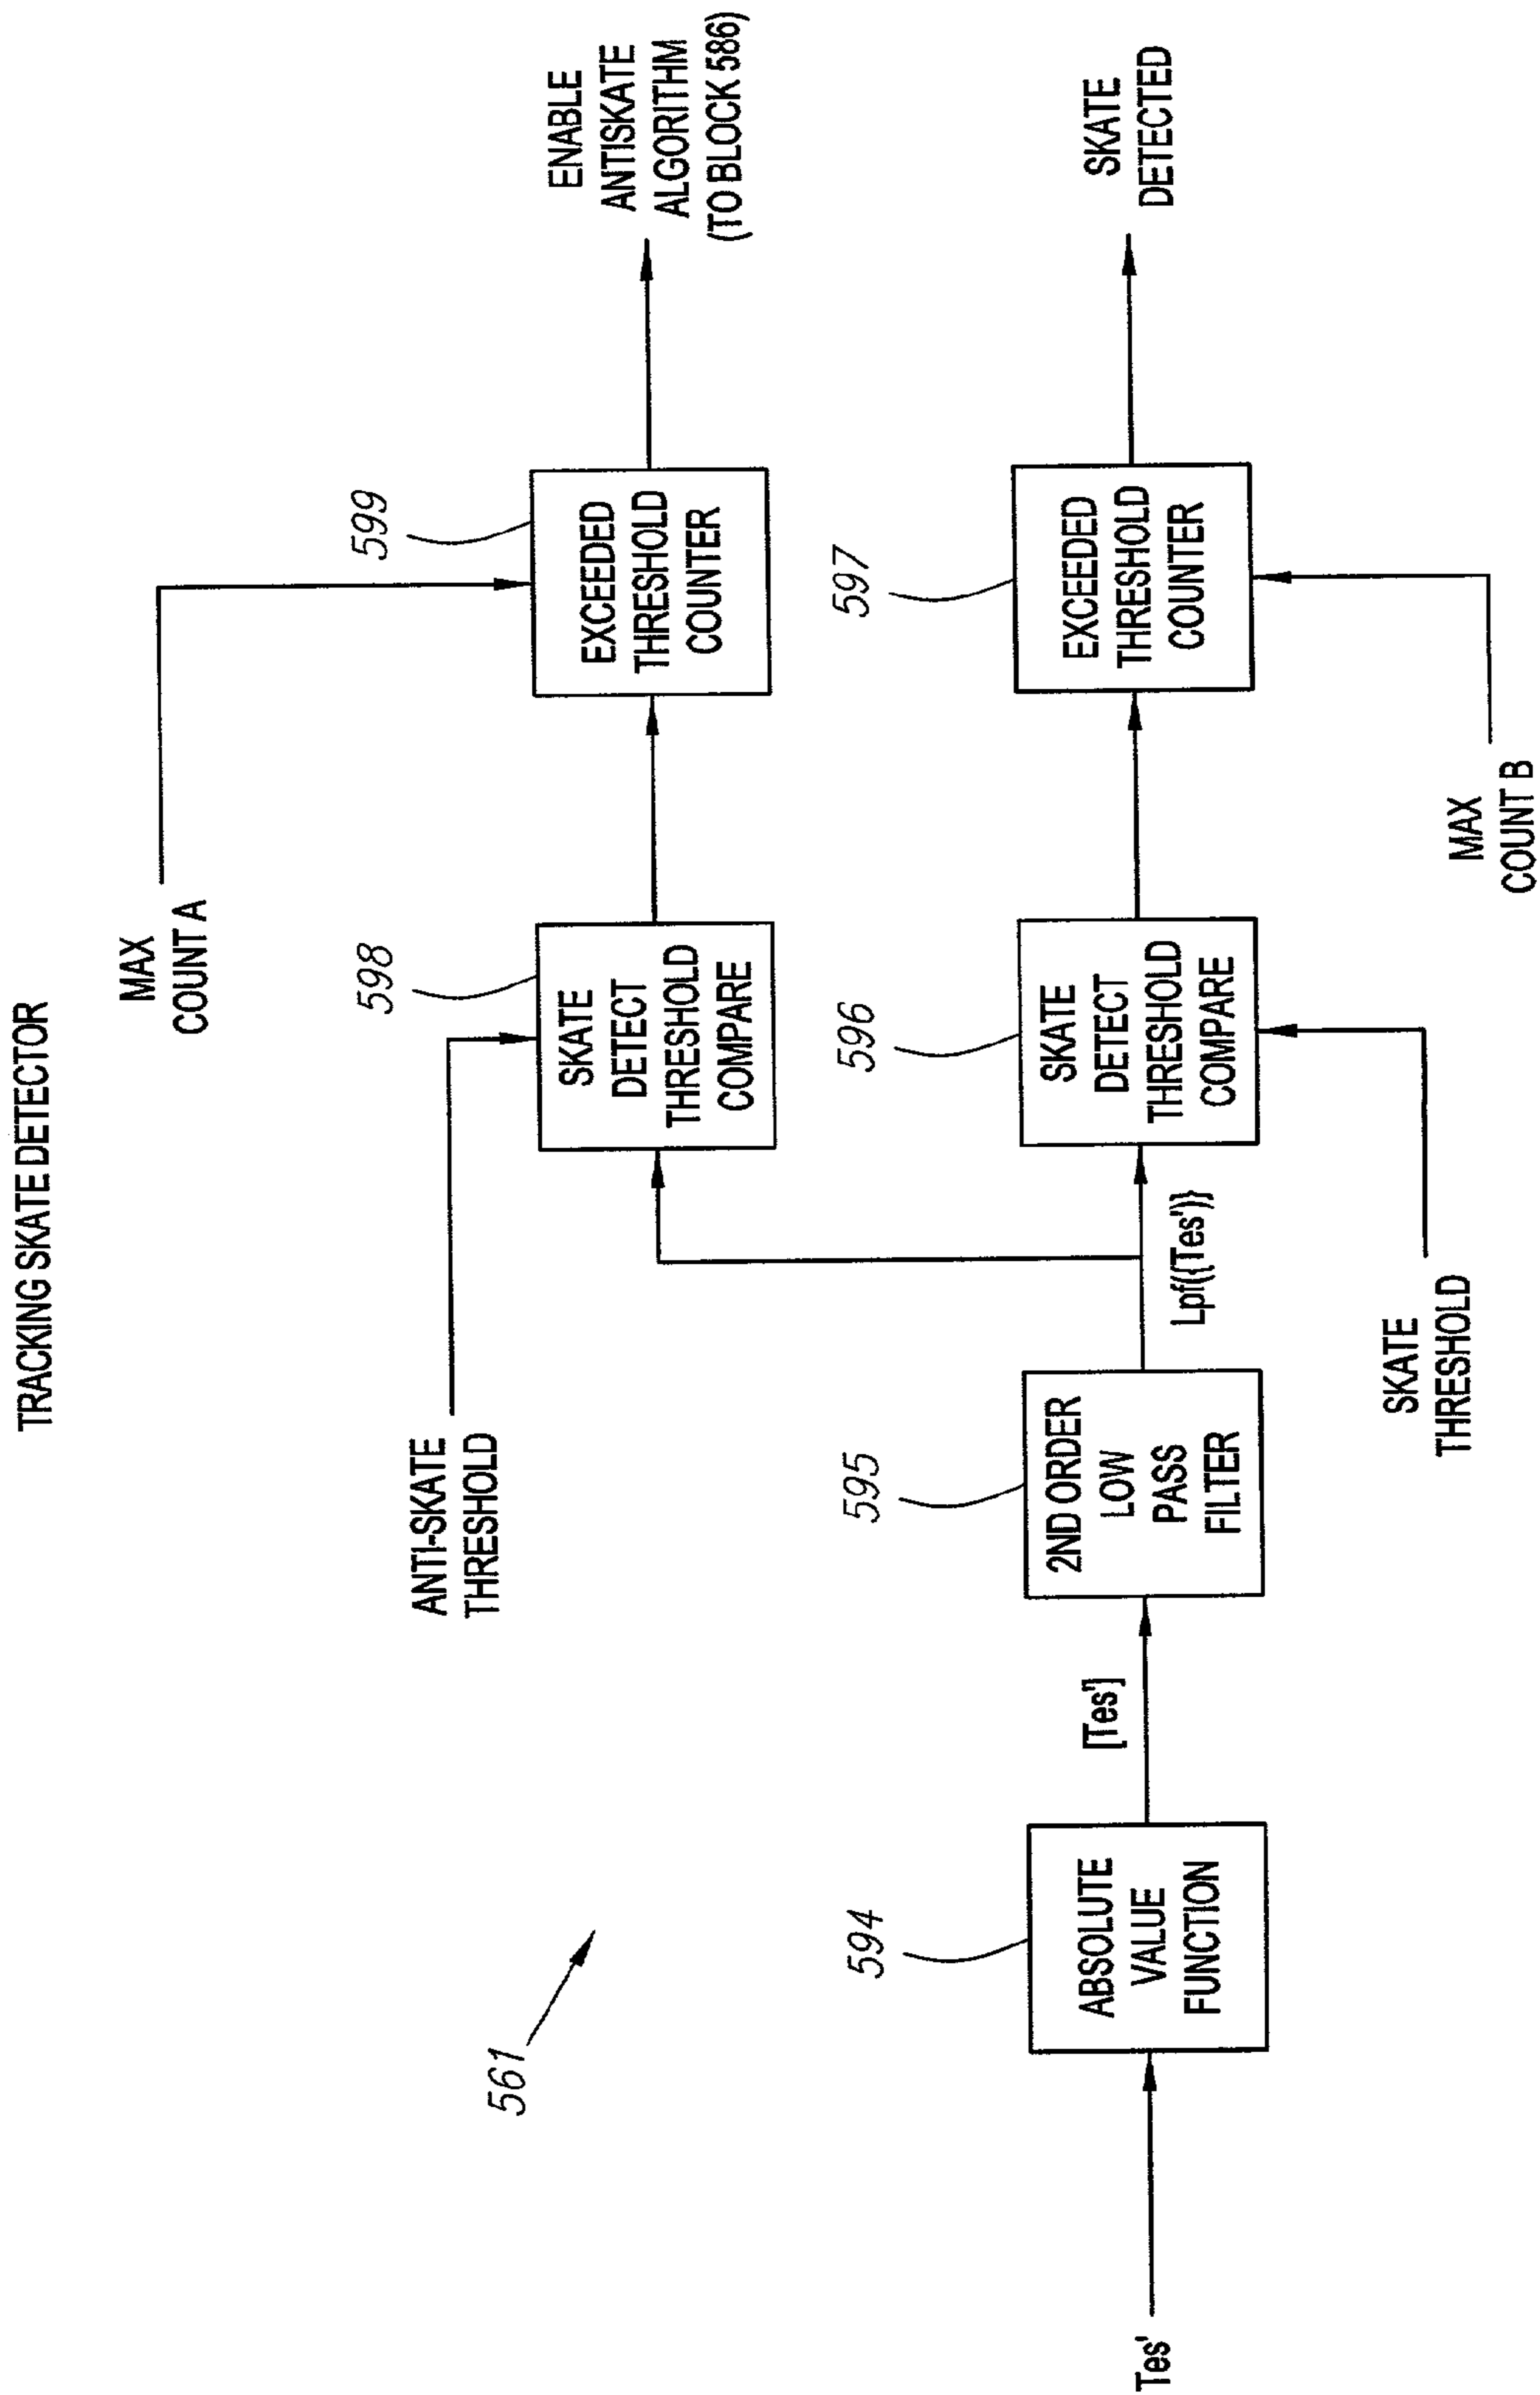 TRACKING SKATE DETECTOR
MAX
COUNT A
ANTI-SKATE
THRESHOLD
598
SKATE
DETECT
THRESHOLD
COMPARE
599
EXCEEDED
THRESHOLD
COUNTER
ENABLE
ANTISKATE
ALGORITHM
(TO BLOCK 586)
561
Tes'
594
ABSOLUTE
VALUE
FUNCTION
[Tes']
595
2ND ORDER
LOW
PASS
FILTER
Lpf({Tes')}
596
SKATE
DETECT
THRESHOLD
COMPARE
597
EXCEEDED
THRESHOLD
COUNTER
SKATE
DETECTED
SKATE
THRESHOLD
MAX
COUNT B